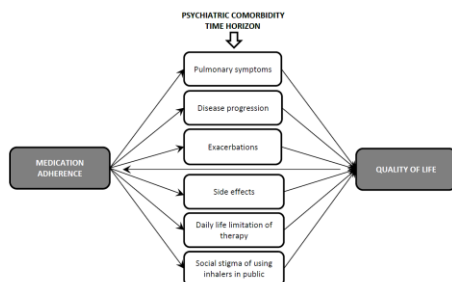 PSYCHIATRIC COMORBIDITY
TIME HORIZON
Pulmonary symptoms
Disease progression
Exacerbations
MEDICATION
ADHERENCE
QUALITY OF LIFE
Side effects
Daily life limitation of
therapy
Social stigma of using
inhalers in public